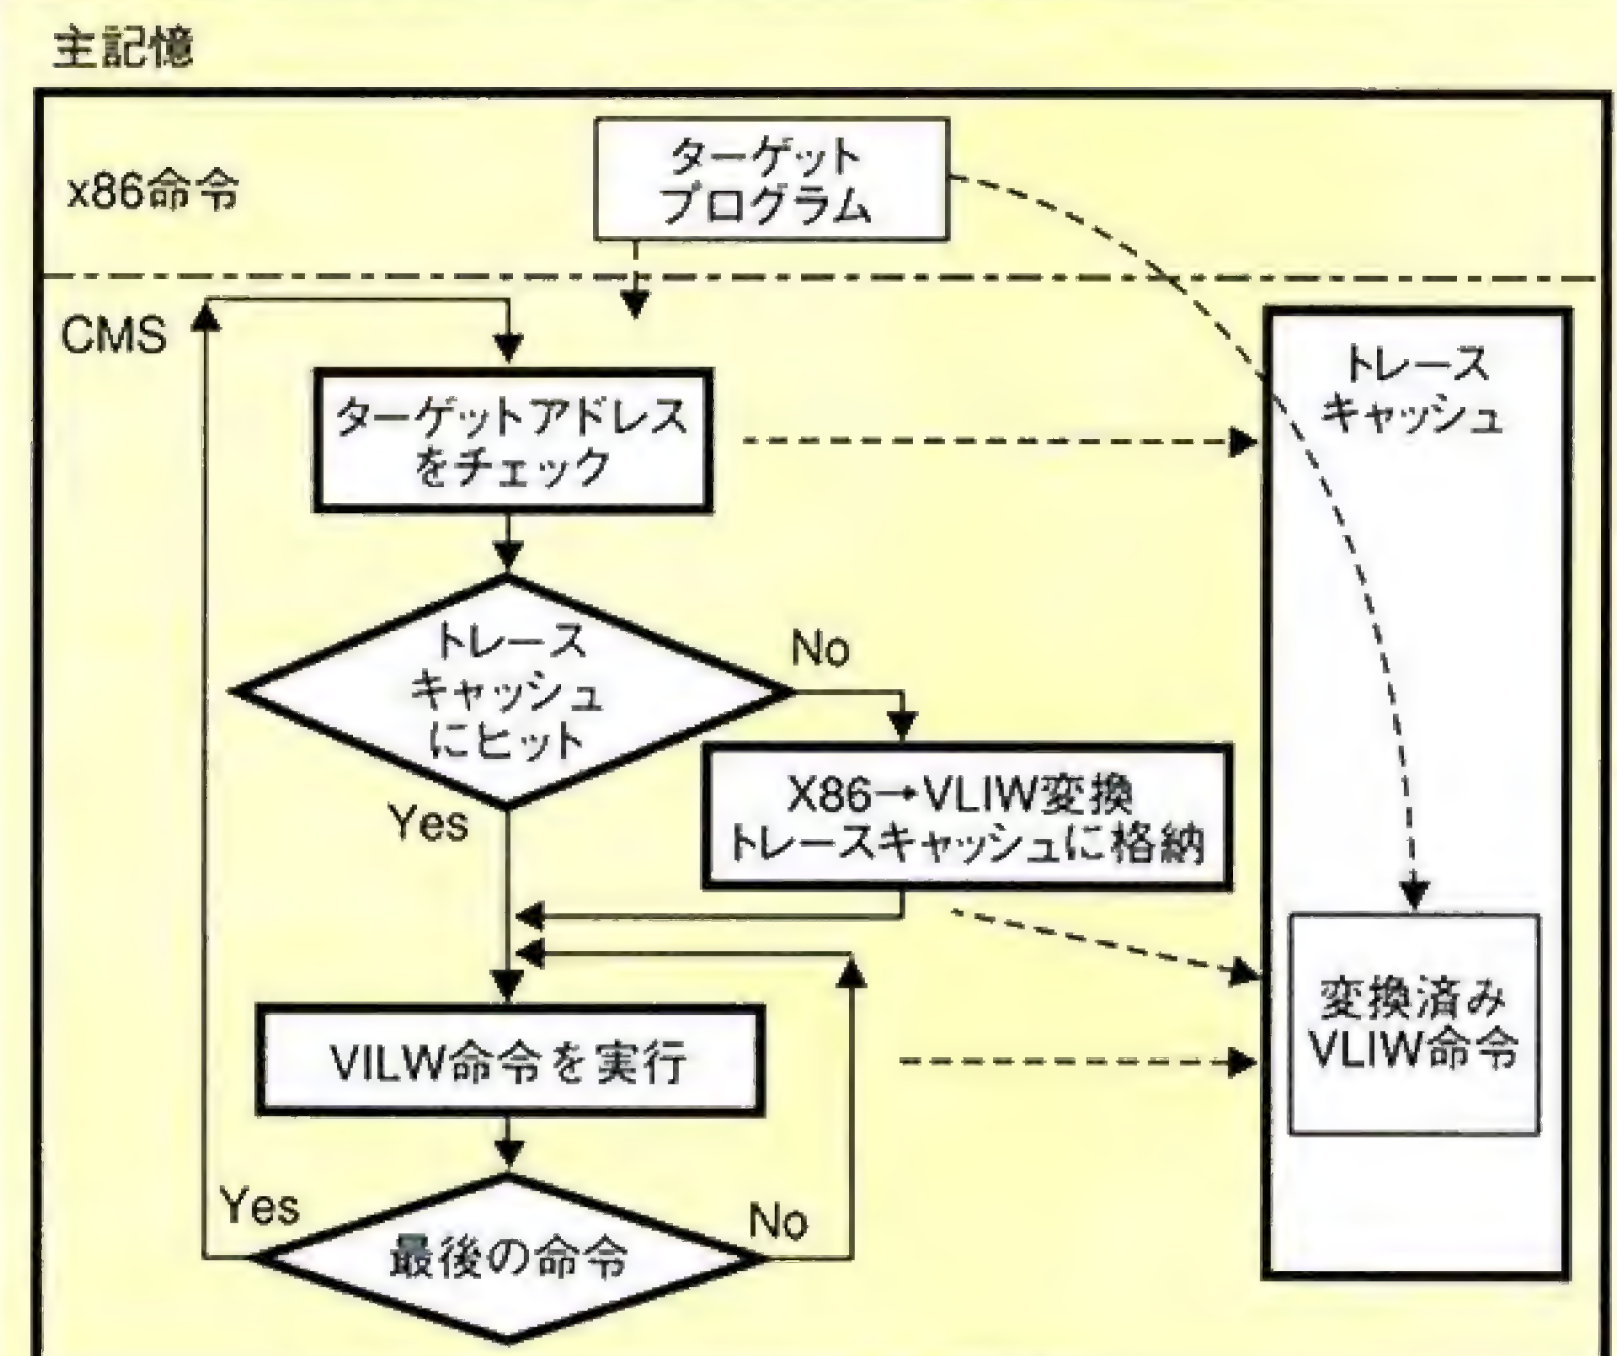 主記憶
x86命令
ターゲット
プログラム
CMS
ターゲットアドレス
をチェック
トレース
キャッシュ
トレース
キャッシュ
にヒット
No
Yes
X86→VLIW変換
トレースキャッシュに格納
VILW命令を実行
変換済み
VLIW命令
Yes
No
最後の命令